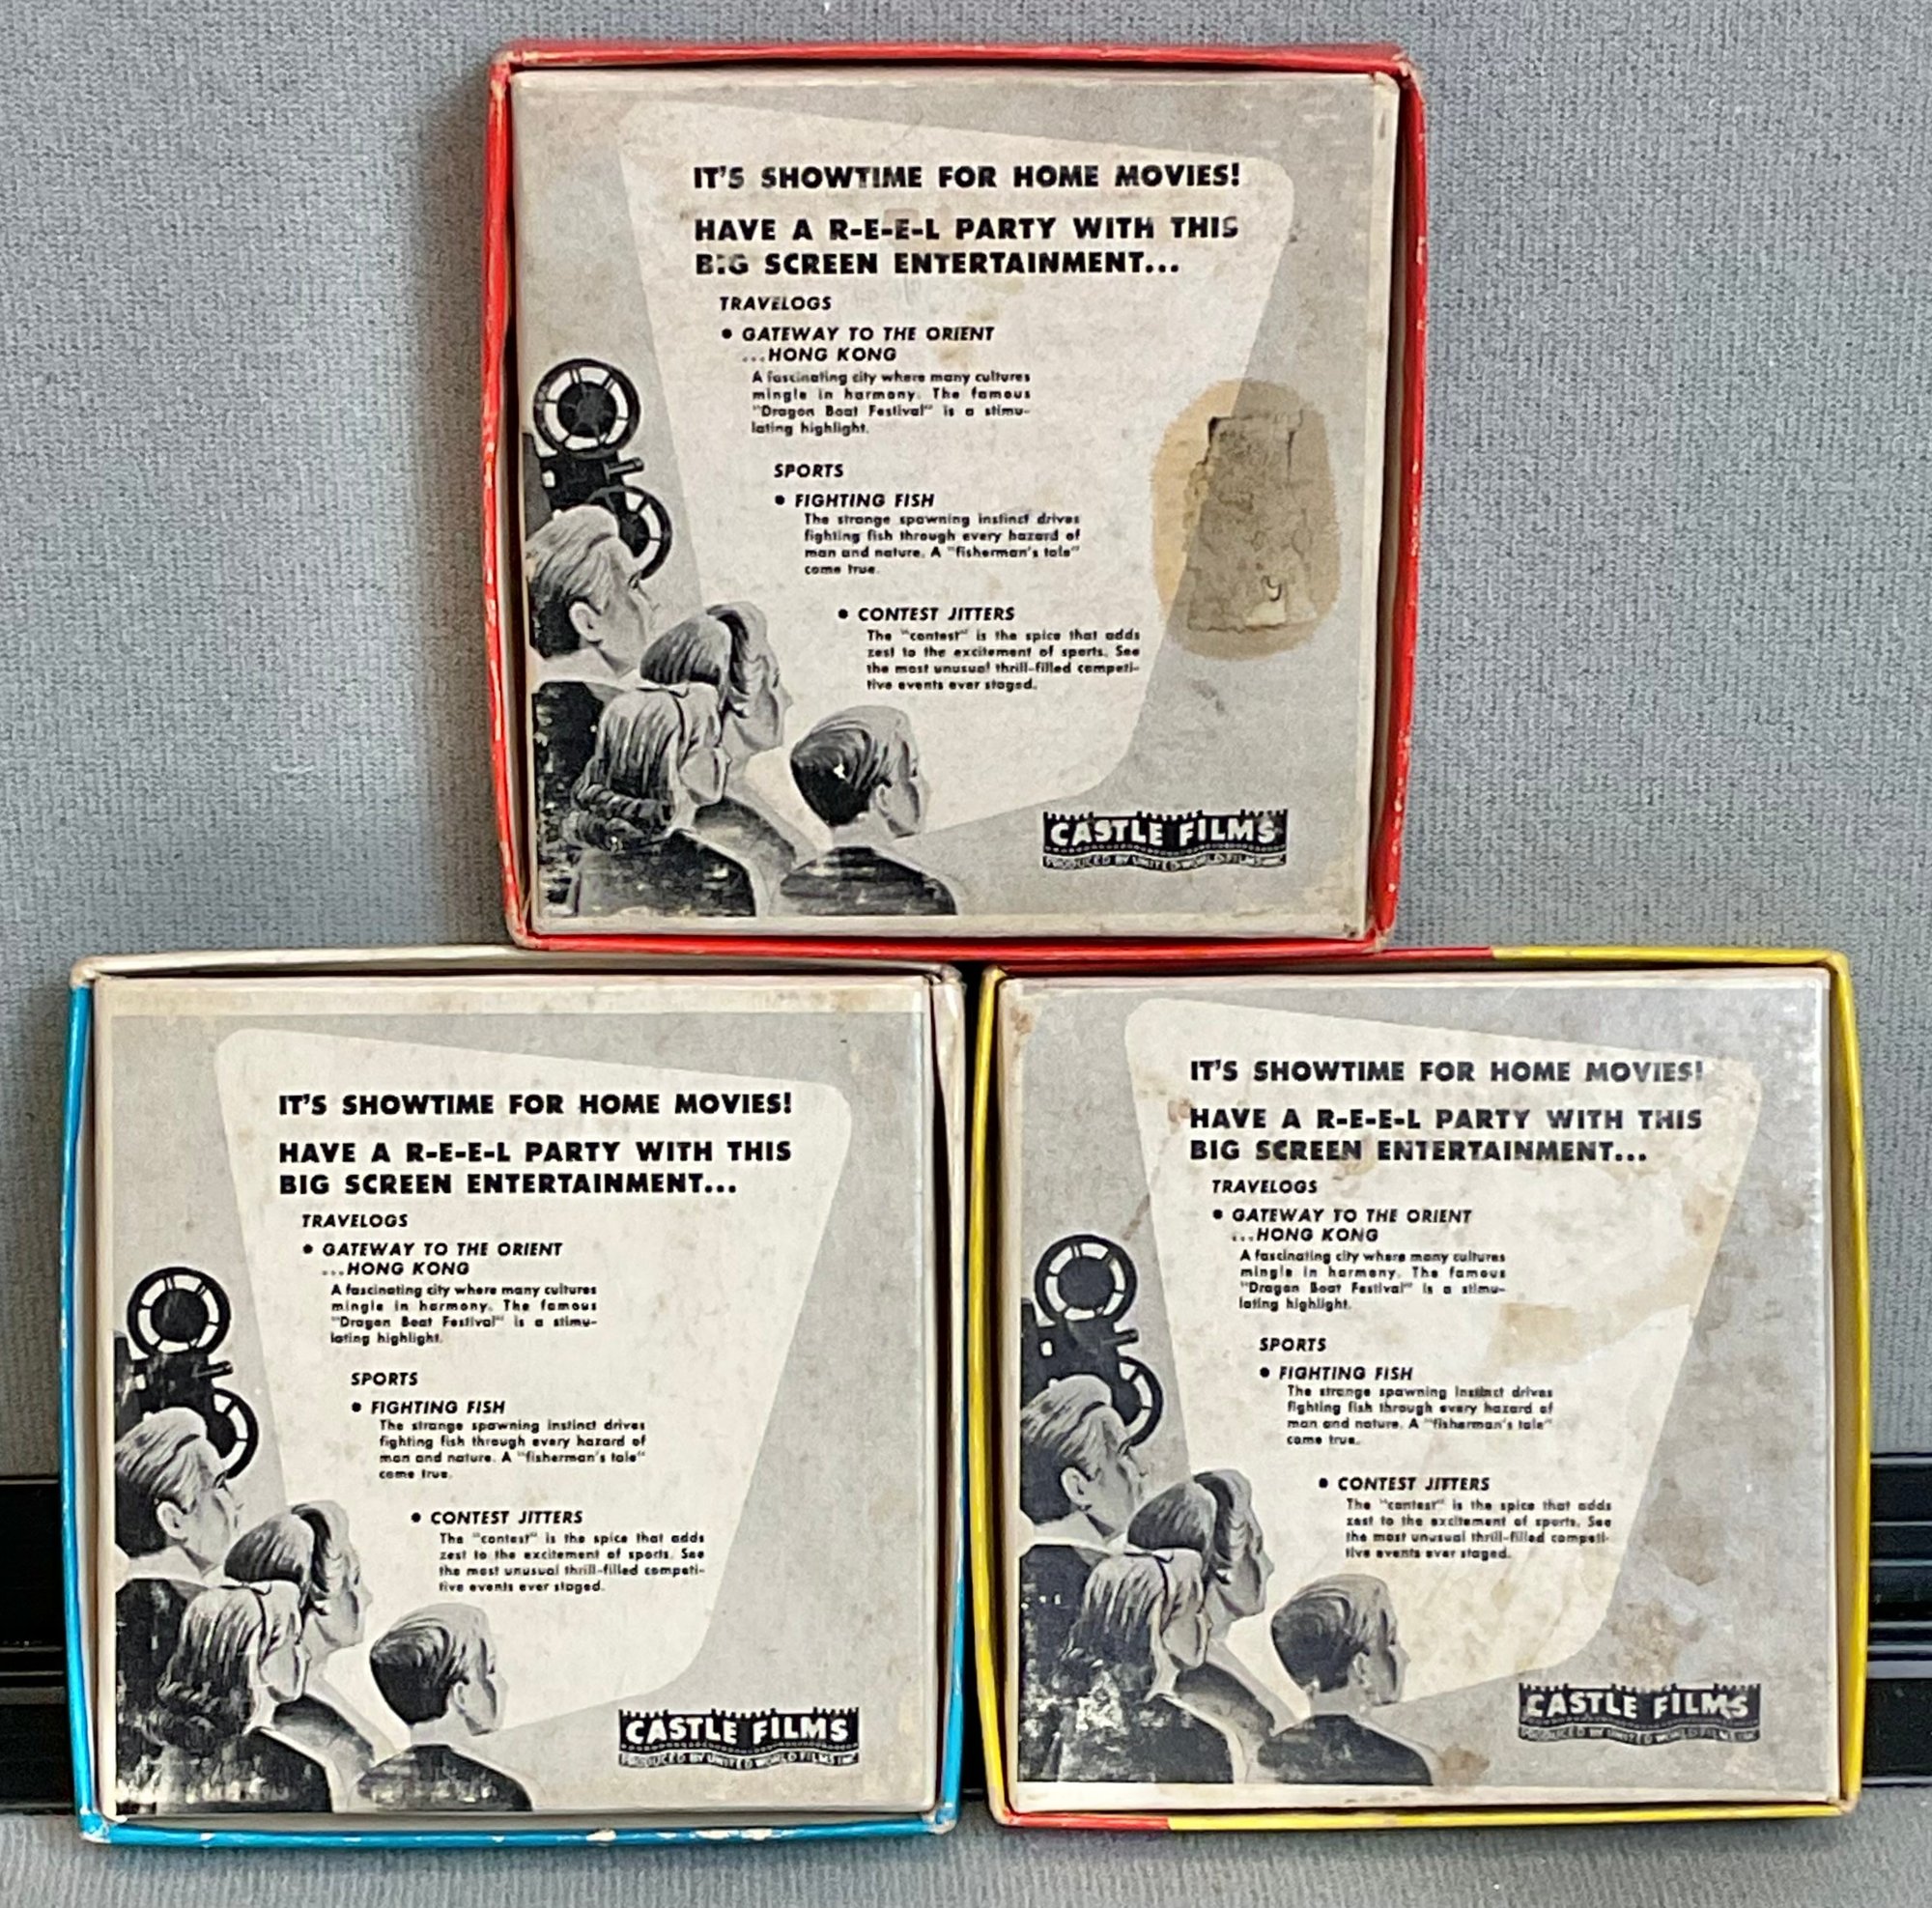 IT'S SHOWTIME FOR HOME MOVIES!
HAVE A R-E-E-L PARTY WITH THIS
BIG SCREEN ENTERTAINMENT...
TRAVELOGS
• GATEWAY TO THE ORIENT
...HONG KONG
A fascinating city where many cultures
mingle in harmony. The famous
"Dragon Boat Festival" is a stimu-
lating highlight.
SPORTS
• FIGHTING FISH
The strange spawning instinct drives
fighting fish through every hazard of
man and nature. A "fisherman's tale"
come true.
• CONTEST JITTERS
The "contest" is the spice that adds
zest to the excitement of sports. See
the most unusual thrill-filled competi-
tive events ever staged.
CASTLE FILMS
PRODUCED BY UNITED WORLD FILMS INC
IT'S SHOWTIME FOR HOME MOVIES!
HAVE A R-E-E-L PARTY WITH THIS
BIG SCREEN ENTERTAINMENT...
TRAVELOGS
• GATEWAY TO THE ORIENT
...HONG KONG
A fascinating city where many cultures
mingle in harmony. The famous
"Dragon Boat Festival" is a stimu-
lating highlight.
SPORTS
• FIGHTING FISH
The strange spawning instinct drives
fighting fish through every hazard of
man and nature. A "fisherman's tale"
come true.
• CONTEST JITTERS
The "contest" is the spice that adds
zest to the excitement of sports. See
the most unusual thrill-filled competi-
tive events ever staged.
CASTLE FILMS
PRODUCED BY UNITED WORLD FILMS INC
IT'S SHOWTIME FOR HOME MOVIES!
HAVE A R-E-E-L PARTY WITH THIS
BIG SCREEN ENTERTAINMENT...
TRAVELOGS
• GATEWAY TO THE ORIENT
...HONG KONG
A fascinating city where many cultures
mingle in harmony. The famous
"Dragon Boat Festival" is a stimu-
lating highlight.
SPORTS
• FIGHTING FISH
The strange spawning instinct drives
fighting fish through every hazard of
man and nature. A "fisherman's tale"
come true.
• CONTEST JITTERS
The "contest" is the spice that adds
zest to the excitement of sports. See
the most unusual thrill-filled competi-
tive events ever staged.
CASTLE FILMS
PRODUCED BY UNITED WORLD FILMS INC